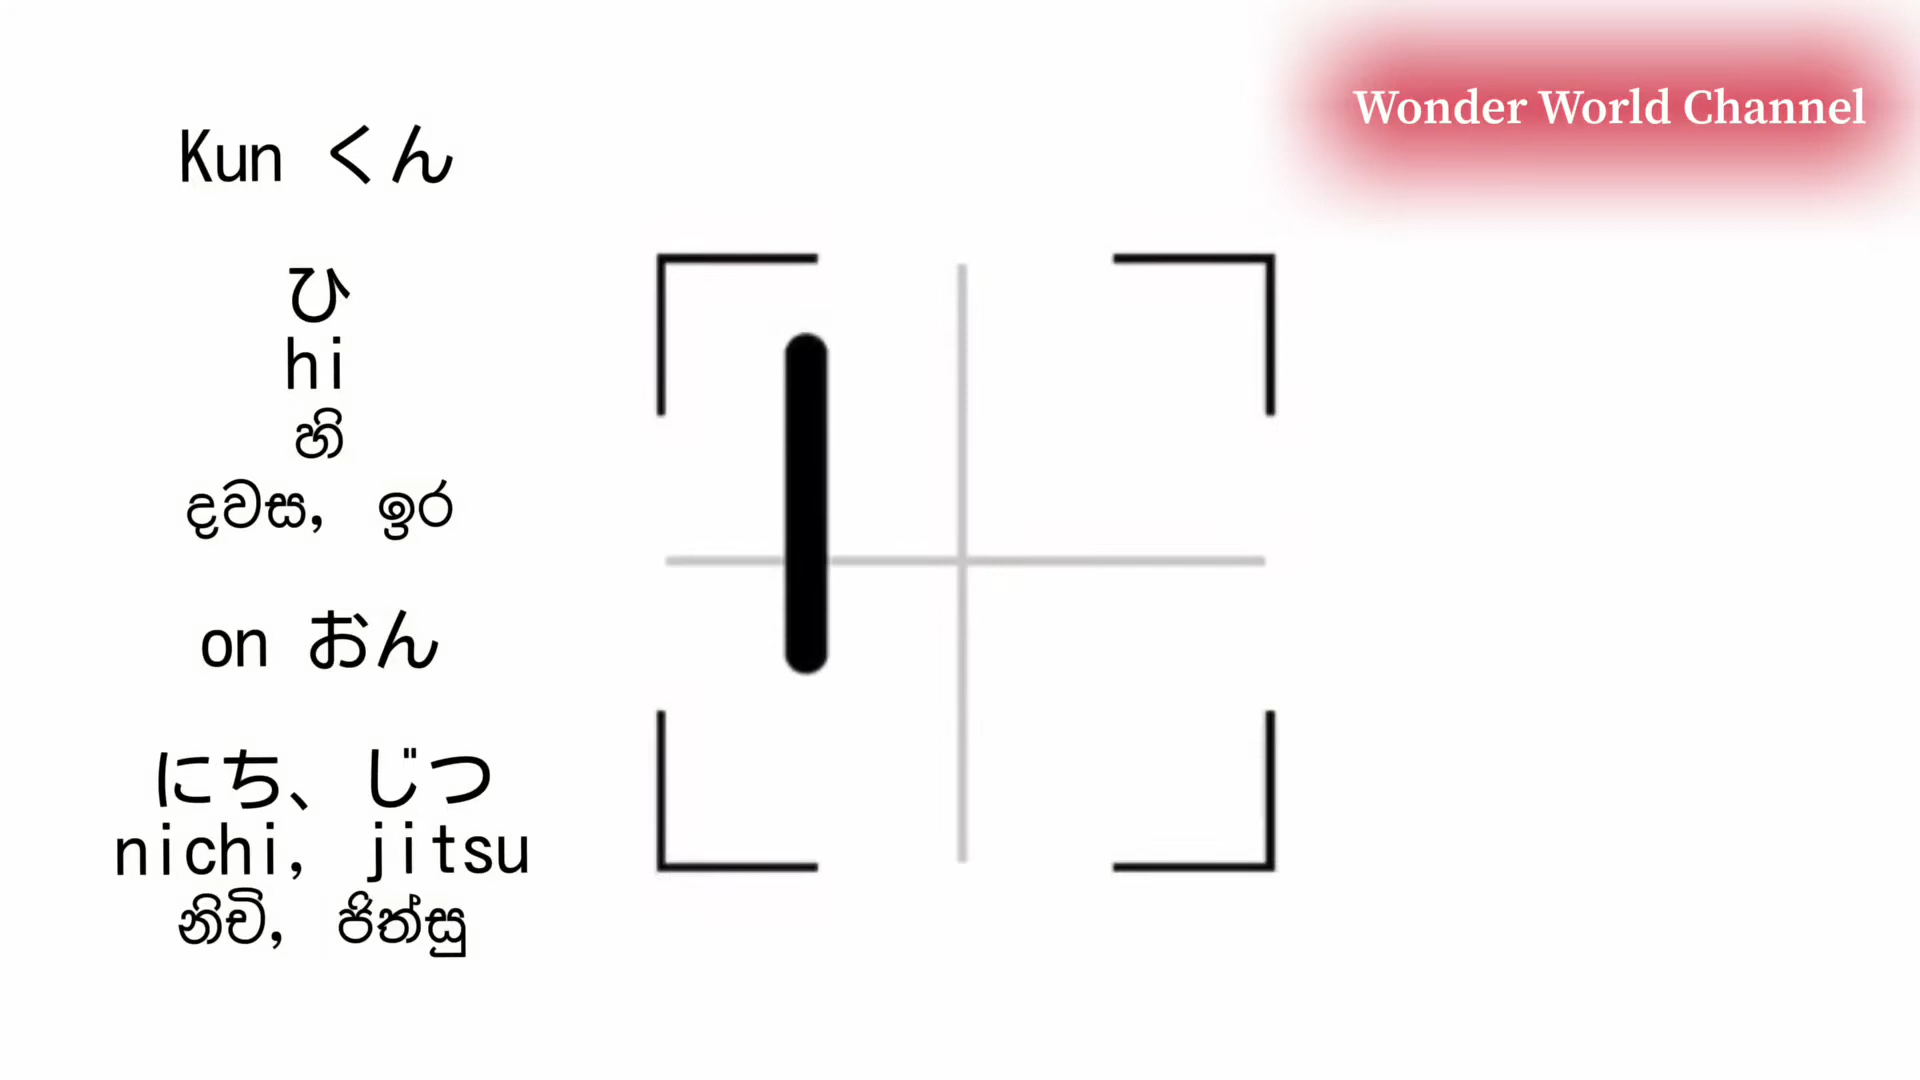 Wonder World Channel
Kun くん
ひ
hi
හි
දවස, ඉර
on おん
にち、じつ
nichi, jitsu
නිචි, ජිත්සු